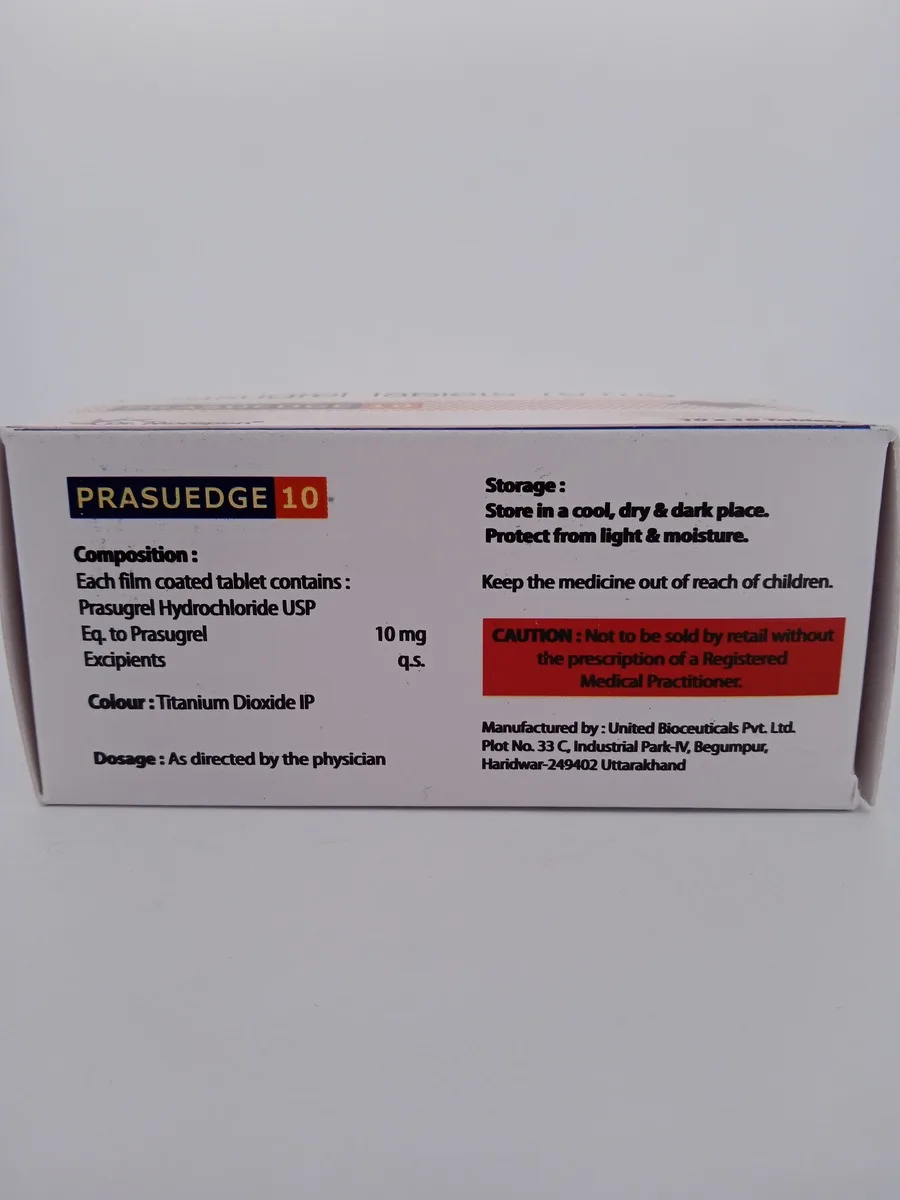 PRASUEDGE 10
Composition :
Each film coated tablet contains :
Prasugrel Hydrochloride USP
Eq. to Prasugrel 10 mg
Excipients q.s.
Colour : Titanium Dioxide IP
Dosage : As directed by the physician
Storage :
Store in a cool, dry & dark place.
Protect from light & moisture.
Keep the medicine out of reach of children.
CAUTION : Not to be sold by retail without
the prescription of a Registered
Medical Practitioner.
Manufactured by : United Bioceuticals Pvt. Ltd.
Plot No. 33 C, Industrial Park-IV, Begumpur,
Haridwar-249402 Uttarakhand